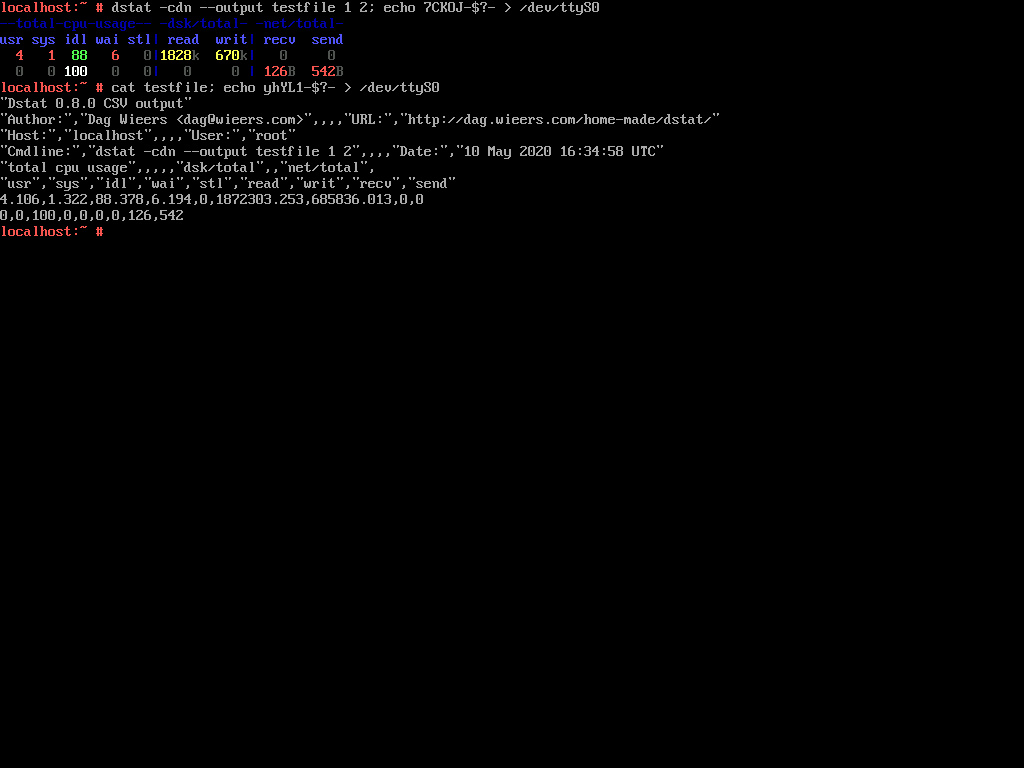 localhost:~ # dstat -cdn --output testfile 1 2; echo 7CKOJ-$?- > /dev/ttyS0
--total-cpu-usage-- -dsk/total- -net/total-
usr sys idl wai stl| read  writ| recv  send
  4   1  88   6   0|1828k  670k|   0     0
  0   0 100   0   0|   0     0 | 126B  542B
localhost:~ # cat testfile; echo yhYL1-$?- > /dev/ttyS0
"Dstat 0.8.0 CSV output"
"Author:","Dag Wieers <dag@wieers.com>",,,,"URL:","http://dag.wieers.com/home-made/dstat/"
"Host:","localhost",,,,"User:","root"
"Cmdline:","dstat -cdn --output testfile 1 2",,,,"Date:","10 May 2020 16:34:58 UTC"
"total cpu usage",,,,,"dsk/total",,"net/total",
"usr","sys","idl","wai","stl","read","writ","recv","send"
4.106,1.322,88.378,6.194,0,1872303.253,685836.013,0,0
0,0,100,0,0,0,0,126,542
localhost:~ #